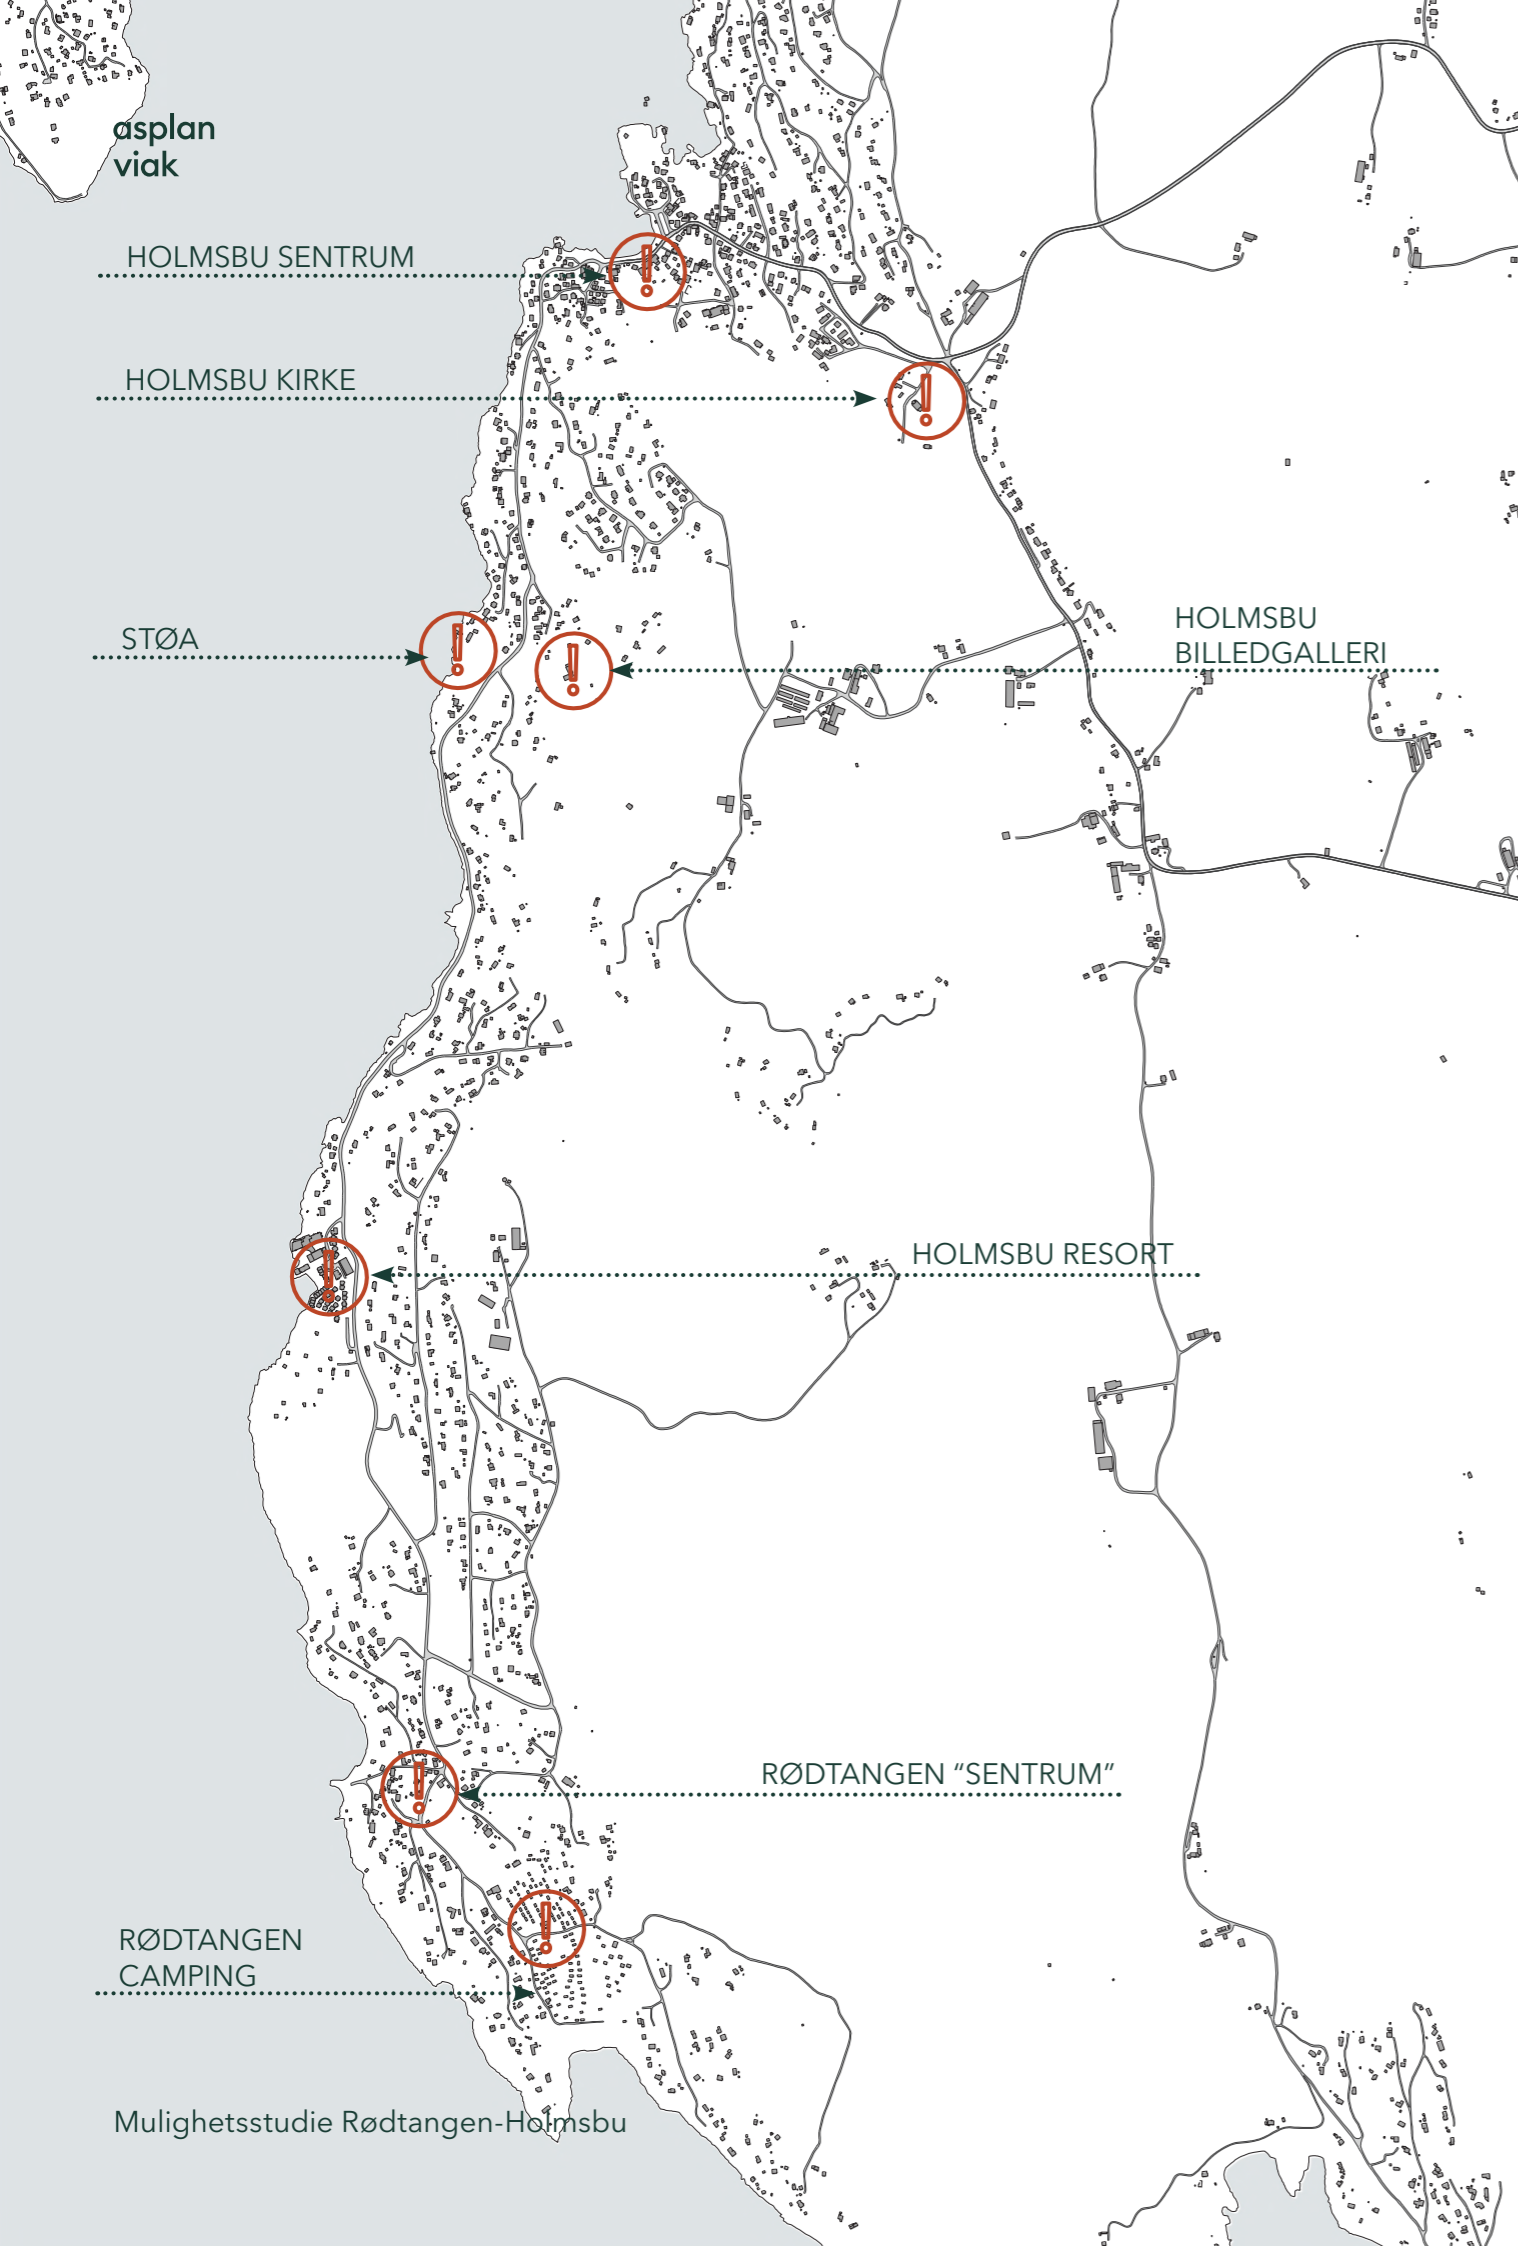 asplan
viak
HOLMSBU SENTRUM
HOLMSBU KIRKE
HOLMSBU
BILLEDGALLERI
STØA
HOLMSBU RESORT
RØDTANGEN “SENTRUM”
RØDTANGEN
CAMPING
Mulighetsstudie Rødtangen-Holmsbu